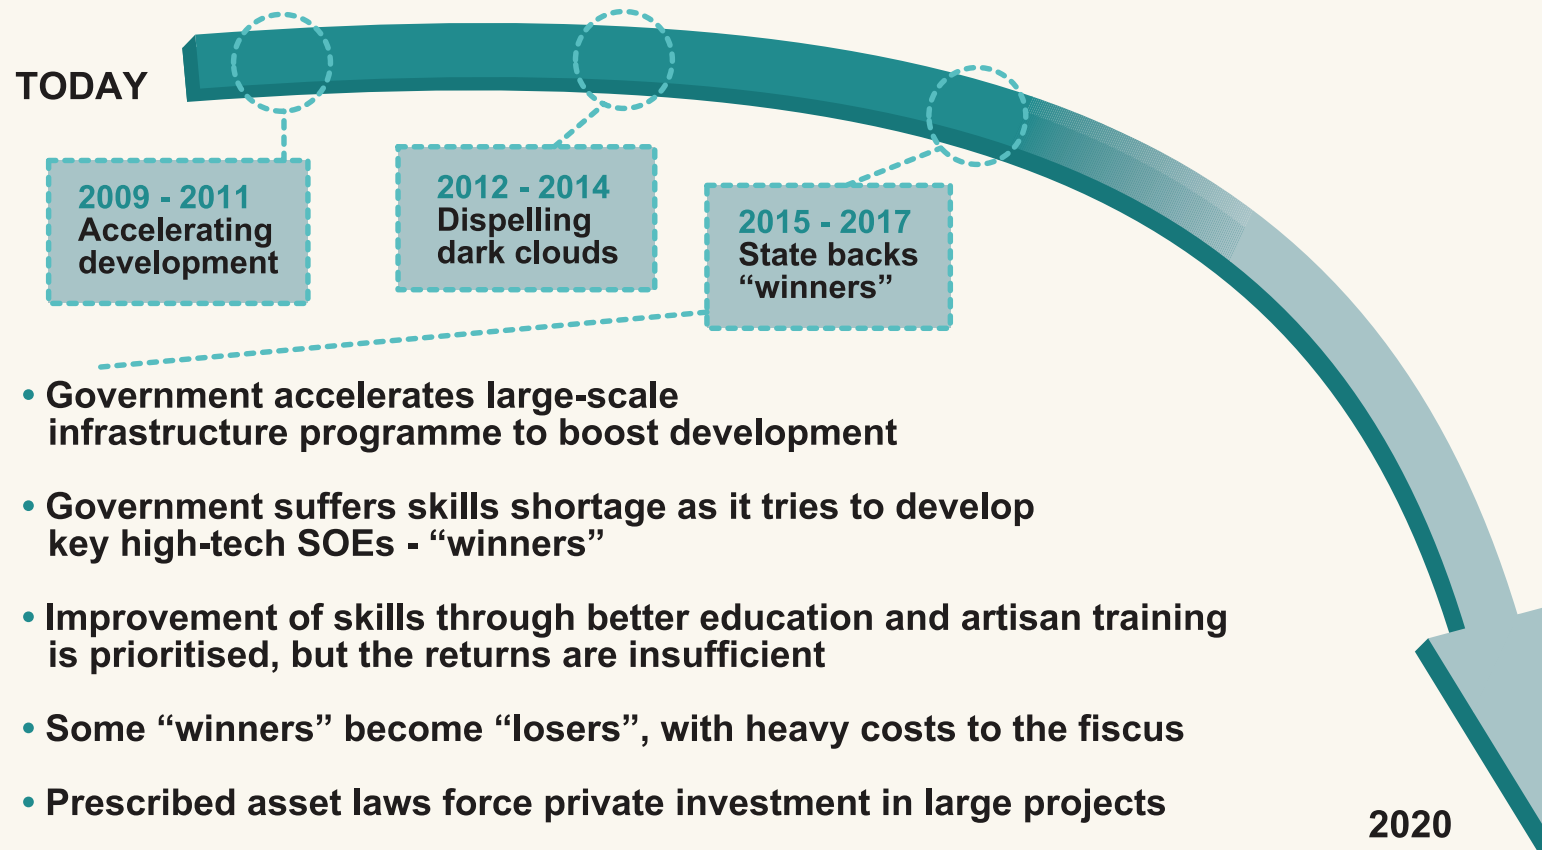 TODAY
2009 - 2011
Accelerating
development
2012 - 2014
Dispelling
dark clouds
2015 - 2017
State backs
“winners”
• Government accelerates large-scale
infrastructure programme to boost development
• Government suffers skills shortage as it tries to develop
key high-tech SOEs - “winners”
• Improvement of skills through better education and artisan training
is prioritised, but the returns are insufficient
• Some “winners” become “losers”, with heavy costs to the fiscus
• Prescribed asset laws force private investment in large projects
2020